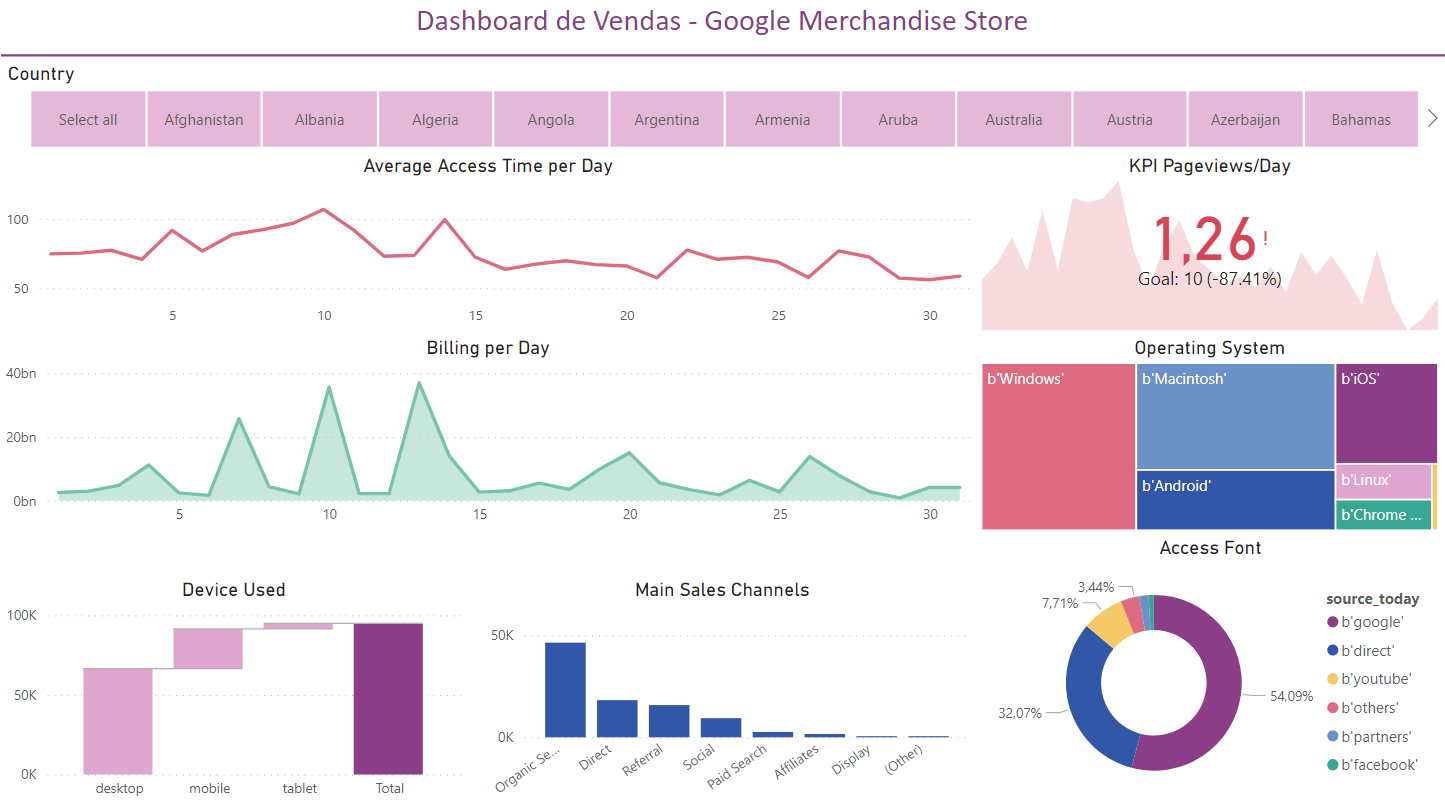 Dashboard de Vendas - Google Merchandise Store
Country
Select all Afghanistan Albania Algeria Angola Argentina Armenia Aruba Australia Austria Azerbaijan Bahamas
Average Access Time per Day
100
50
5 10 15 20 25 30
KPI Pageviews/Day
1,26 !
Goal: 10 (-87.41%)
Billing per Day
40bn
20bn
0bn
5 10 15 20 25 30
Operating System
b'Windows' b'Macintosh' b'iOS'
b'Android' b'Linux'
b'Chrome ...
Device Used
100K
50K
0K
desktop mobile tablet Total
Main Sales Channels
50K
0K
Organic Se... Direct Referral Social Paid Search Affiliates Display (Other)
Access Font
3,44%
7,71%
32,07%
54,09%
source_today
b'google'
b'direct'
b'youtube'
b'others'
b'partners'
b'facebook'